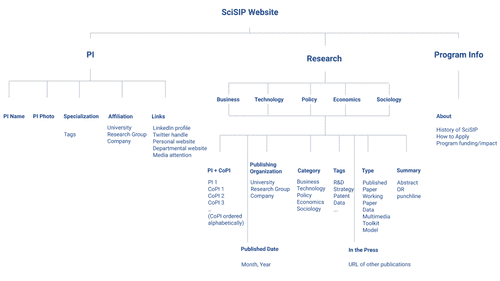 SciSIP Website
PI
Research
Program Info
Business
Technology
Policy
Economics
Sociology
PI Name
PI Photo
Specialization
Affiliation
Links
About
Tags
University
Research Group
Company
LinkedIn profile
Twitter handle
Personal website
Departmental website
Media attention
History of SciSIP
How to Apply
Program funding/impact
PI + CoPI
Publishing
Organization
Category
Tags
Type
Summary
PI 1
CoPI 1
CoPI 2
CoPI 3
...
(CoPI ordered
alphabetically)
University
Research Group
Company
Business
Technology
Policy
Economics
Sociology
R&D
Strategy
Patent
Data
...
Published
Paper
Working
Paper
Data
Multimedia
Toolkit
Model
Abstract
OR
punchline
Published Date
Month, Year
In the Press
URL of other publications